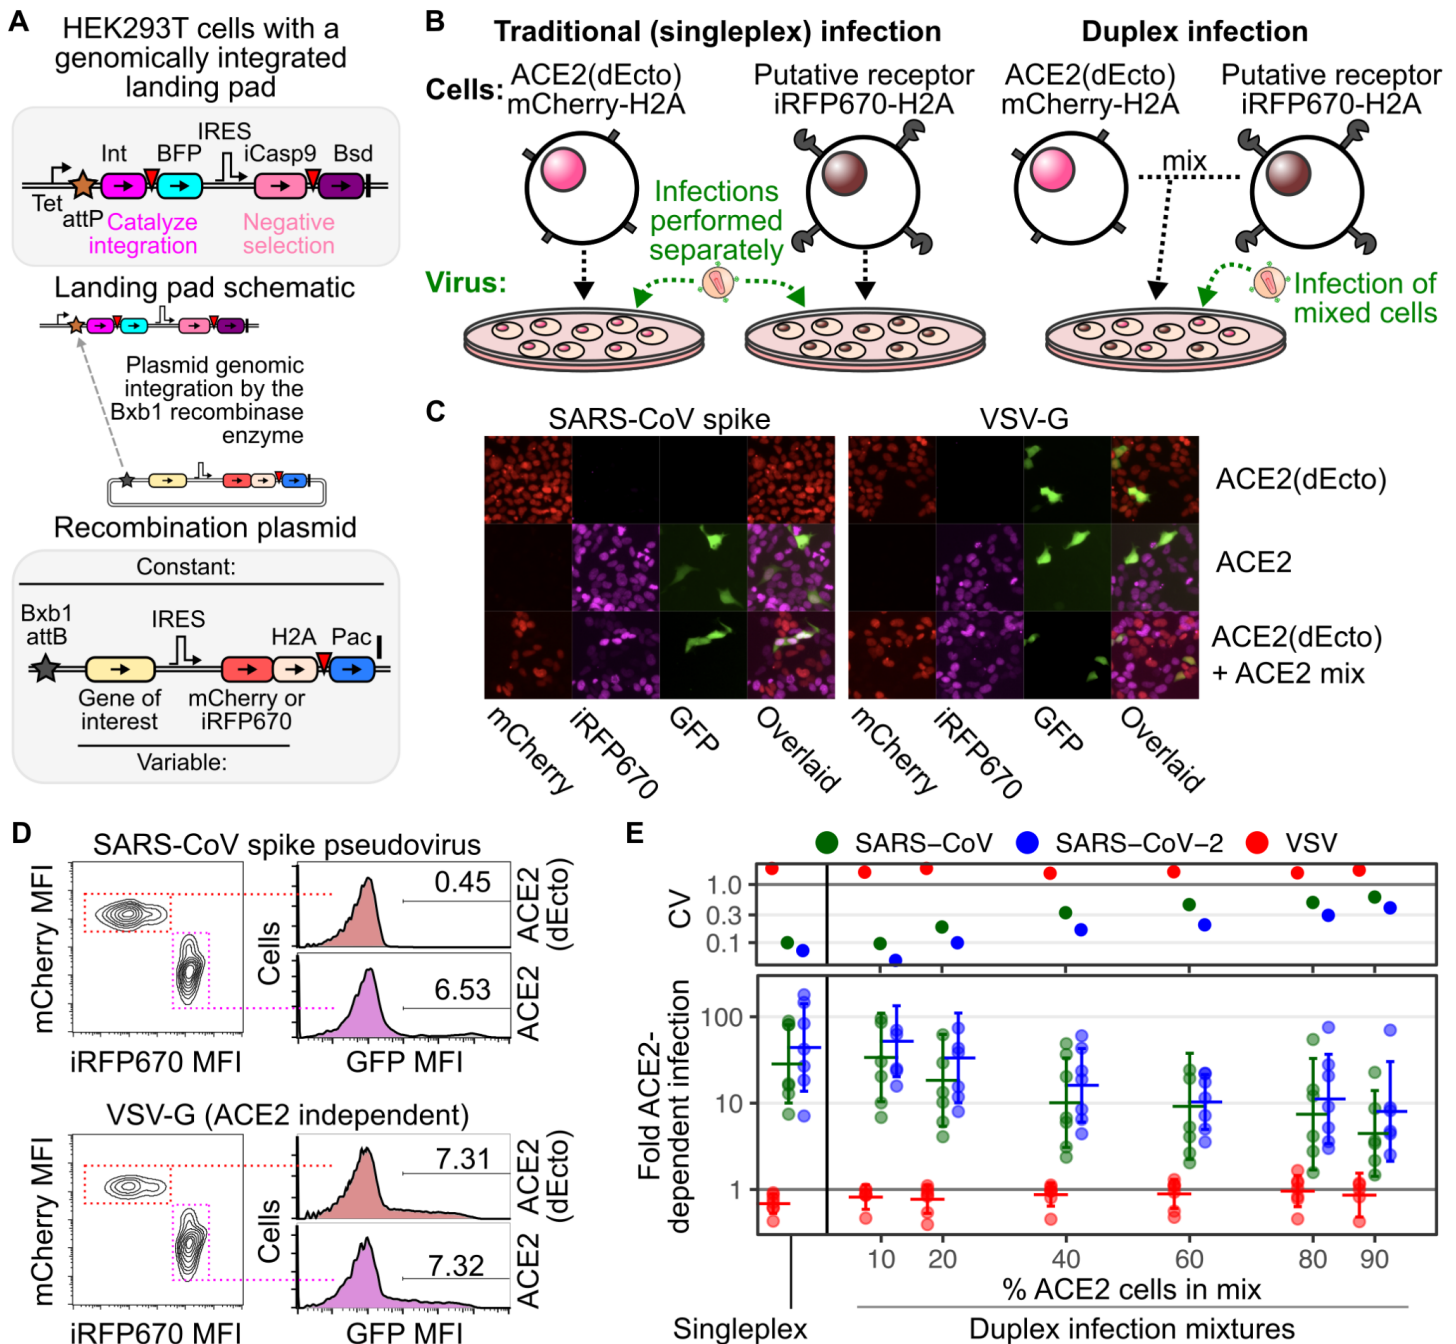 A
HEK293T cells with a
genomically integrated
landing pad
IRES
Int
BFP
iCasp9
Bsd
Tet
attP
Catalyze
integration
Negative
selection
Landing pad schematic
Plasmid genomic
integration by the
Bxb1 recombinase
enzyme
Recombination plasmid
Constant:
Bxb1
attB
IRES
H2A
Pac
Gene of
interest
mCherry or
iRFP670
Variable:
B
Traditional (singleplex) infection
Duplex infection
Cells:
ACE2(dEcto)
mCherry-H2A
Putative receptor
iRFP670-H2A
ACE2(dEcto)
mCherry-H2A
Putative receptor
iRFP670-H2A
mix
Infections
performed
separately
Virus:
Infection of
mixed cells
C
SARS-CoV spike
VSV-G
ACE2(dEcto)
ACE2
ACE2(dEcto)
+ ACE2 mix
mCherry
iRFP670
GFP
Overlaid
mCherry
iRFP670
GFP
Overlaid
D
SARS-CoV spike pseudovirus
mCherry MFI
iRFP670 MFI
Cells
0.45
ACE2
(dEcto)
6.53
ACE2
GFP MFI
VSV-G (ACE2 independent)
mCherry MFI
iRFP670 MFI
Cells
7.31
ACE2
(dEcto)
7.32
ACE2
GFP MFI
E
SARS−CoV
SARS−CoV−2
VSV
CV
1.0
0.3
0.1
Fold ACE2-
dependent infection
100
10
1
10
20
40
60
80
90
% ACE2 cells in mix
Singleplex
Duplex infection mixtures